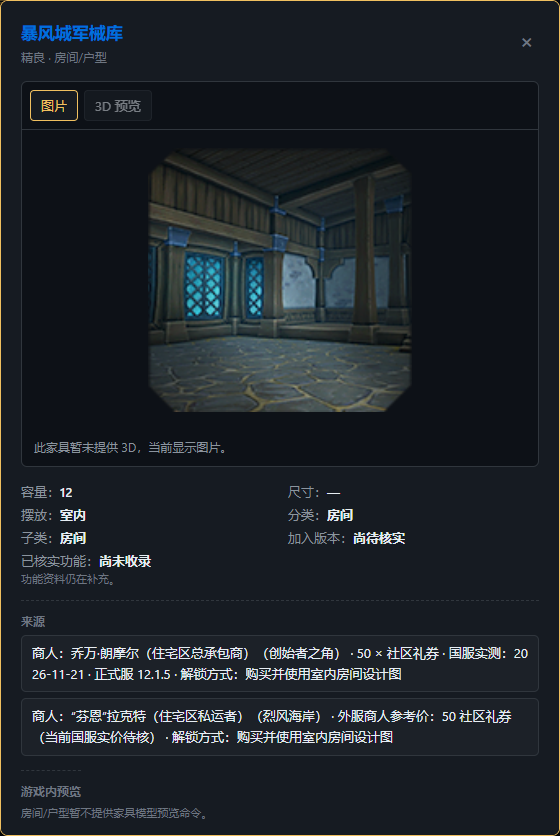 暴风城军械库
精良 · 房间/户型
×
图片
3D 预览
此家具暂未提供 3D，当前显示图片。
容量：12
尺寸：—
摆放：室内
分类：房间
子类：房间
加入版本：尚待核实
已核实功能：尚未收录
功能资料仍在补充。
来源
商人：乔万·朗摩尔（住宅区总承包商）（创始者之角） · 50 × 社区礼券 · 国服实测：20
26-11-21 · 正式服 12.1.5 · 解锁方式：购买并使用室内房间设计图
商人：“芬恩”拉克特（住宅区私运者）（烈风海岸） · 外服商人参考价：50 社区礼券
（当前国服实价待核） · 解锁方式：购买并使用室内房间设计图
游戏内预览
房间/户型暂不提供家具模型预览命令。